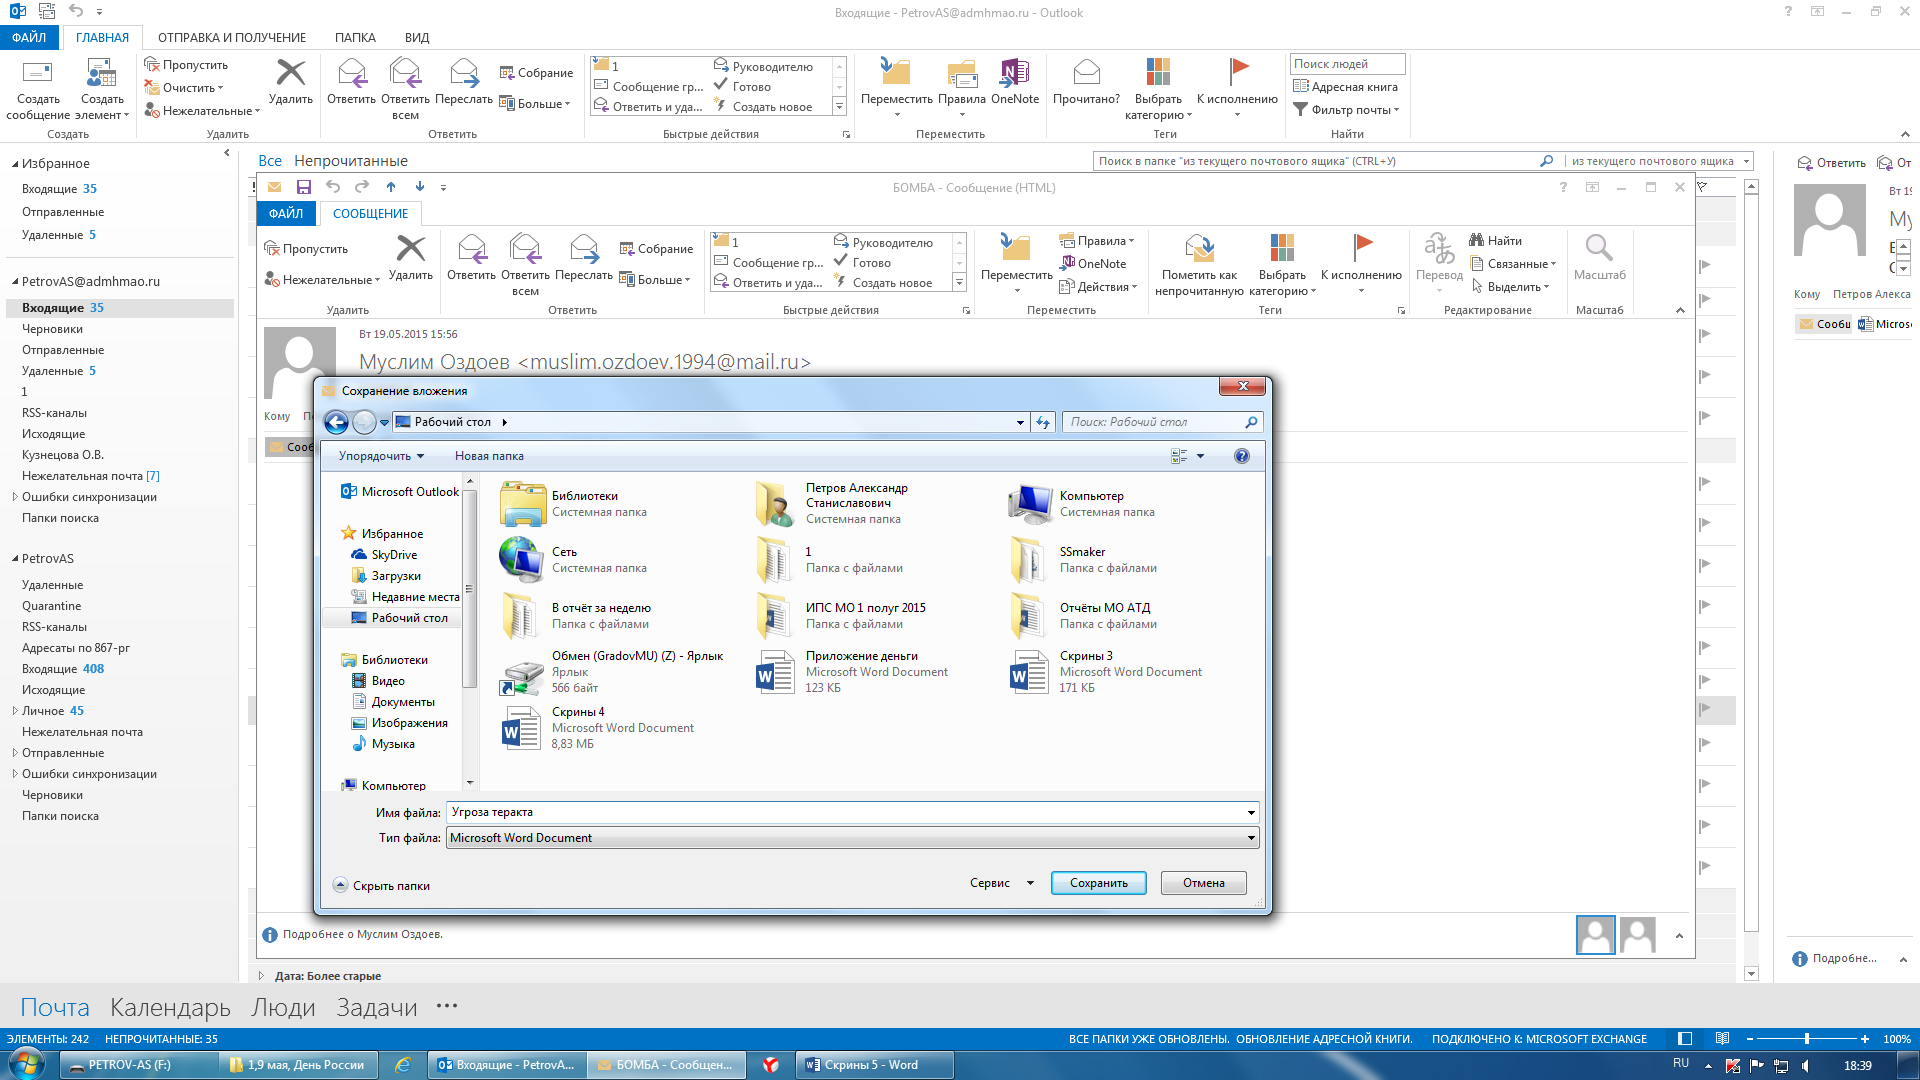 Входящие - PetrovAS@admhmao.ru - Outlook
ФАЙЛ ГЛАВНАЯ ОТПРАВКА И ПОЛУЧЕНИЕ ПАПКА ВИД
Создать сообщение
Создать элемент
Создать
Пропустить
Очистить
Нежелательные
Удалить
Удалить
Ответить
Ответить всем
Переслать
Собрание
Больше
Ответить
1
Сообщение гр...
Ответить и уда...
Руководителю
Готово
Создать новое
Быстрые действия
Переместить
Правила
OneNote
Переместить
Прочитано?
Выбрать категорию
К исполнению
Теги
Поиск людей
Адресная книга
Фильтр почты
Найти
Избранное
Входящие 35
Отправленные
Удаленные 5
PetrovAS@admhmao.ru
Входящие 35
Черновики
Отправленные
Удаленные 5
1
RSS-каналы
Исходящие
Кузнецова О.В.
Нежелательная почта [7]
Ошибки синхронизации
Папки поиска
PetrovAS
Удаленные
Quarantine
RSS-каналы
Адресаты по 867-рг
Входящие 408
Исходящие
Личное 45
Нежелательная почта
Отправленные
Ошибки синхронизации
Черновики
Папки поиска
Все Непрочитанные
Поиск в папке "из текущего почтового ящика" (CTRL+У)
из текущего почтового ящика
БОМБА - Сообщение (HTML)
ФАЙЛ СООБЩЕНИЕ
Пропустить
Нежелательные
Удалить
Удалить
Ответить
Ответить всем
Переслать
Собрание
Больше
Ответить
1
Сообщение гр...
Ответить и уда...
Руководителю
Готово
Создать новое
Быстрые действия
Переместить
Правила
OneNote
Действия
Переместить
Пометить как непрочитанную
Выбрать категорию
К исполнению
Теги
Перевод
Найти
Связанные
Выделить
Редактирование
Масштаб
Масштаб
Вт 19.05.2015 15:56
Муслим Оздоев <muslim.ozdoev.1994@mail.ru>
Кому
Сооб
Сохранение вложения
Рабочий стол
Поиск: Рабочий стол
Упорядочить Новая папка
Microsoft Outlook
Избранное
SkyDrive
Загрузки
Недавние места
Рабочий стол
Библиотеки
Видео
Документы
Изображения
Музыка
Компьютер
Библиотеки
Системная папка
Петров Александр Станиславович
Системная папка
Компьютер
Системная папка
Сеть
Системная папка
1
Папка с файлами
SSmaker
Папка с файлами
В отчёт за неделю
Папка с файлами
ИПС МО 1 полуг 2015
Папка с файлами
Отчёты МО АТД
Папка с файлами
Обмен (GradovMU) (Z) - Ярлык
Ярлык
566 байт
Приложение деньги
Microsoft Word Document
123 КБ
Скрины 3
Microsoft Word Document
171 КБ
Скрины 4
Microsoft Word Document
8,83 МБ
Имя файла: Угроза теракта
Тип файла: Microsoft Word Document
Скрыть папки
Сервис Сохранить Отмена
Подробнее о Муслим Оздоев.
Дата: Более старые
Ответить От
Вт 19
Му
Кому Петров Алекса
Сообщ Micros
Подробне...
Почта Календарь Люди Задачи ···
ЭЛЕМЕНТЫ: 242 НЕПРОЧИТАННЫЕ: 35
ВСЕ ПАПКИ УЖЕ ОБНОВЛЕНЫ. ОБНОВЛЕНИЕ АДРЕСНОЙ КНИГИ. ПОДКЛЮЧЕНО К: MICROSOFT EXCHANGE
100%
PETROV-AS (F:)
1,9 мая, День России
Входящие - PetrovA...
БОМБА - Сообщен...
Скрины 5 - Word
RU
18:39